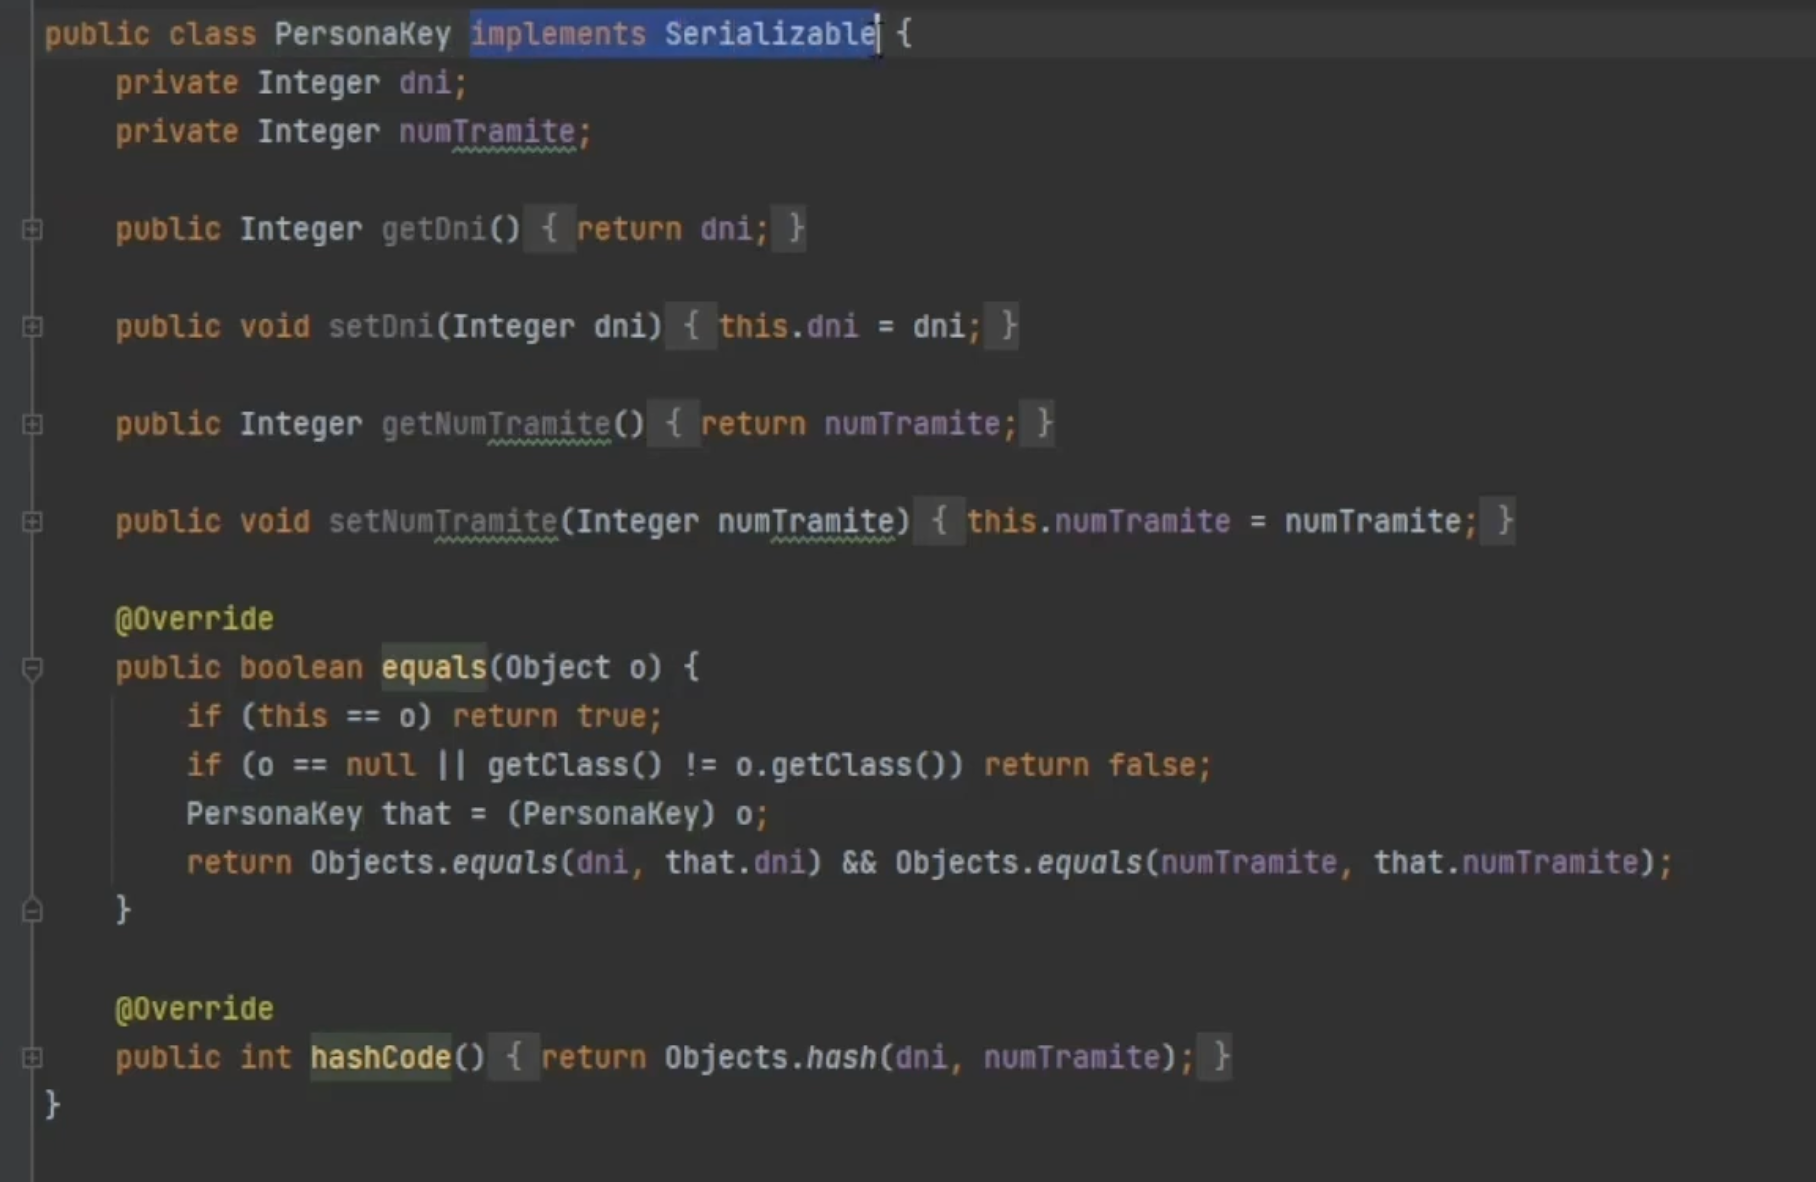 public class PersonaKey implements Serializable {
private Integer dni;
private Integer numTramite;
public Integer getDni() { return dni; }
public void setDni(Integer dni) { this.dni = dni; }
public Integer getNumTramite() { return numTramite; }
public void setNumTramite(Integer numTramite) { this.numTramite = numTramite; }
@Override
public boolean equals(Object o) {
if (this == o) return true;
if (o == null || getClass() != o.getClass()) return false;
PersonaKey that = (PersonaKey) o;
return Objects.equals(dni, that.dni) && Objects.equals(numTramite, that.numTramite);
}
@Override
public int hashCode() { return Objects.hash(dni, numTramite); }
}